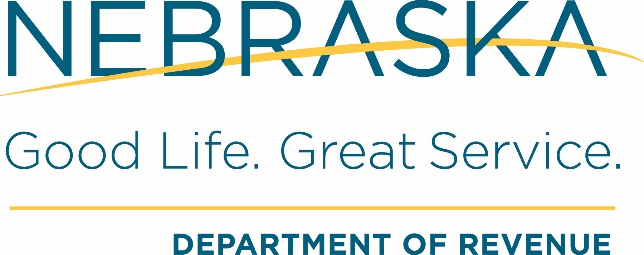 NEBRASKA
Good Life. Great Service.
DEPARTMENT OF REVENUE